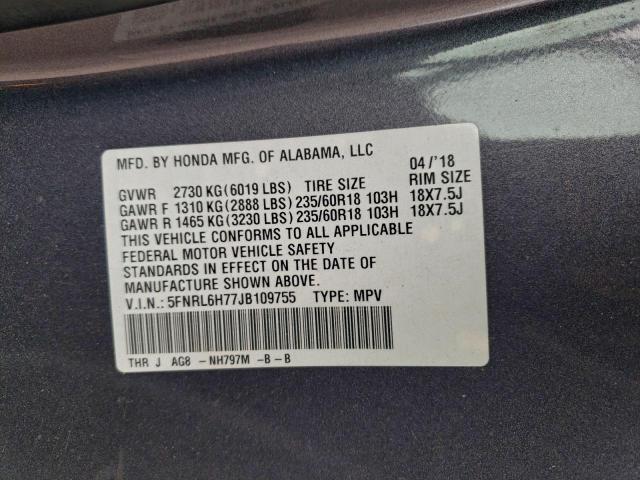 MFD. BY HONDA MFG. OF ALABAMA, LLC 04/'18
GVWR 2730 KG (6019 LBS) TIRE SIZE RIM SIZE
GAWR F 1310 KG (2888 LBS) 235/60R18 103H 18X7.5J
GAWR R 1465 KG (3230 LBS) 235/60R18 103H 18X7.5J
THIS VEHICLE CONFORMS TO ALL APPLICABLE
FEDERAL MOTOR VEHICLE SAFETY
STANDARDS IN EFFECT ON THE DATE OF
MANUFACTURE SHOWN ABOVE.
V.I.N.: 5FNRL6H77JB109755 TYPE: MPV
THR J AG8 -NH797M -B-B